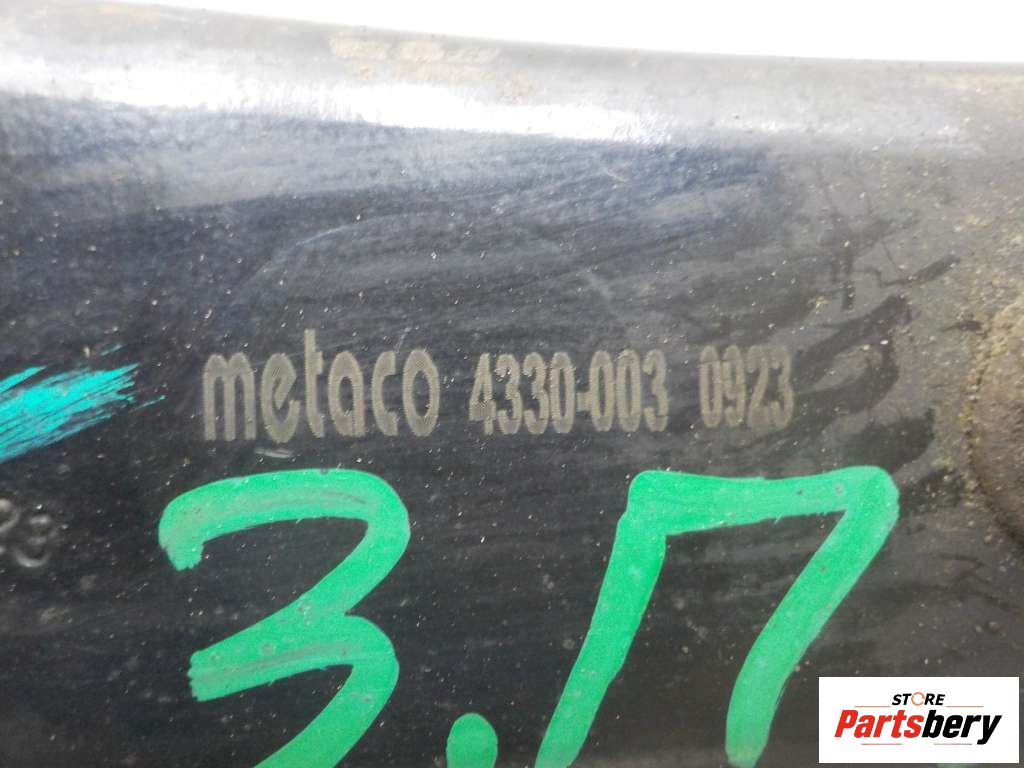 metaco 4330-003 0923
3.П
STORE
Partsbery